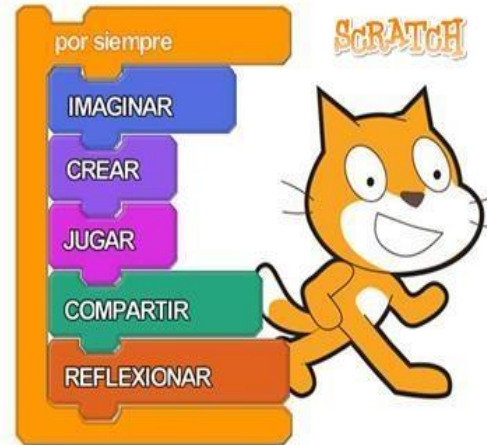 por siempre
SCRATCH
IMAGINAR
CREAR
JUGAR
COMPARTIR
REFLEXIONAR